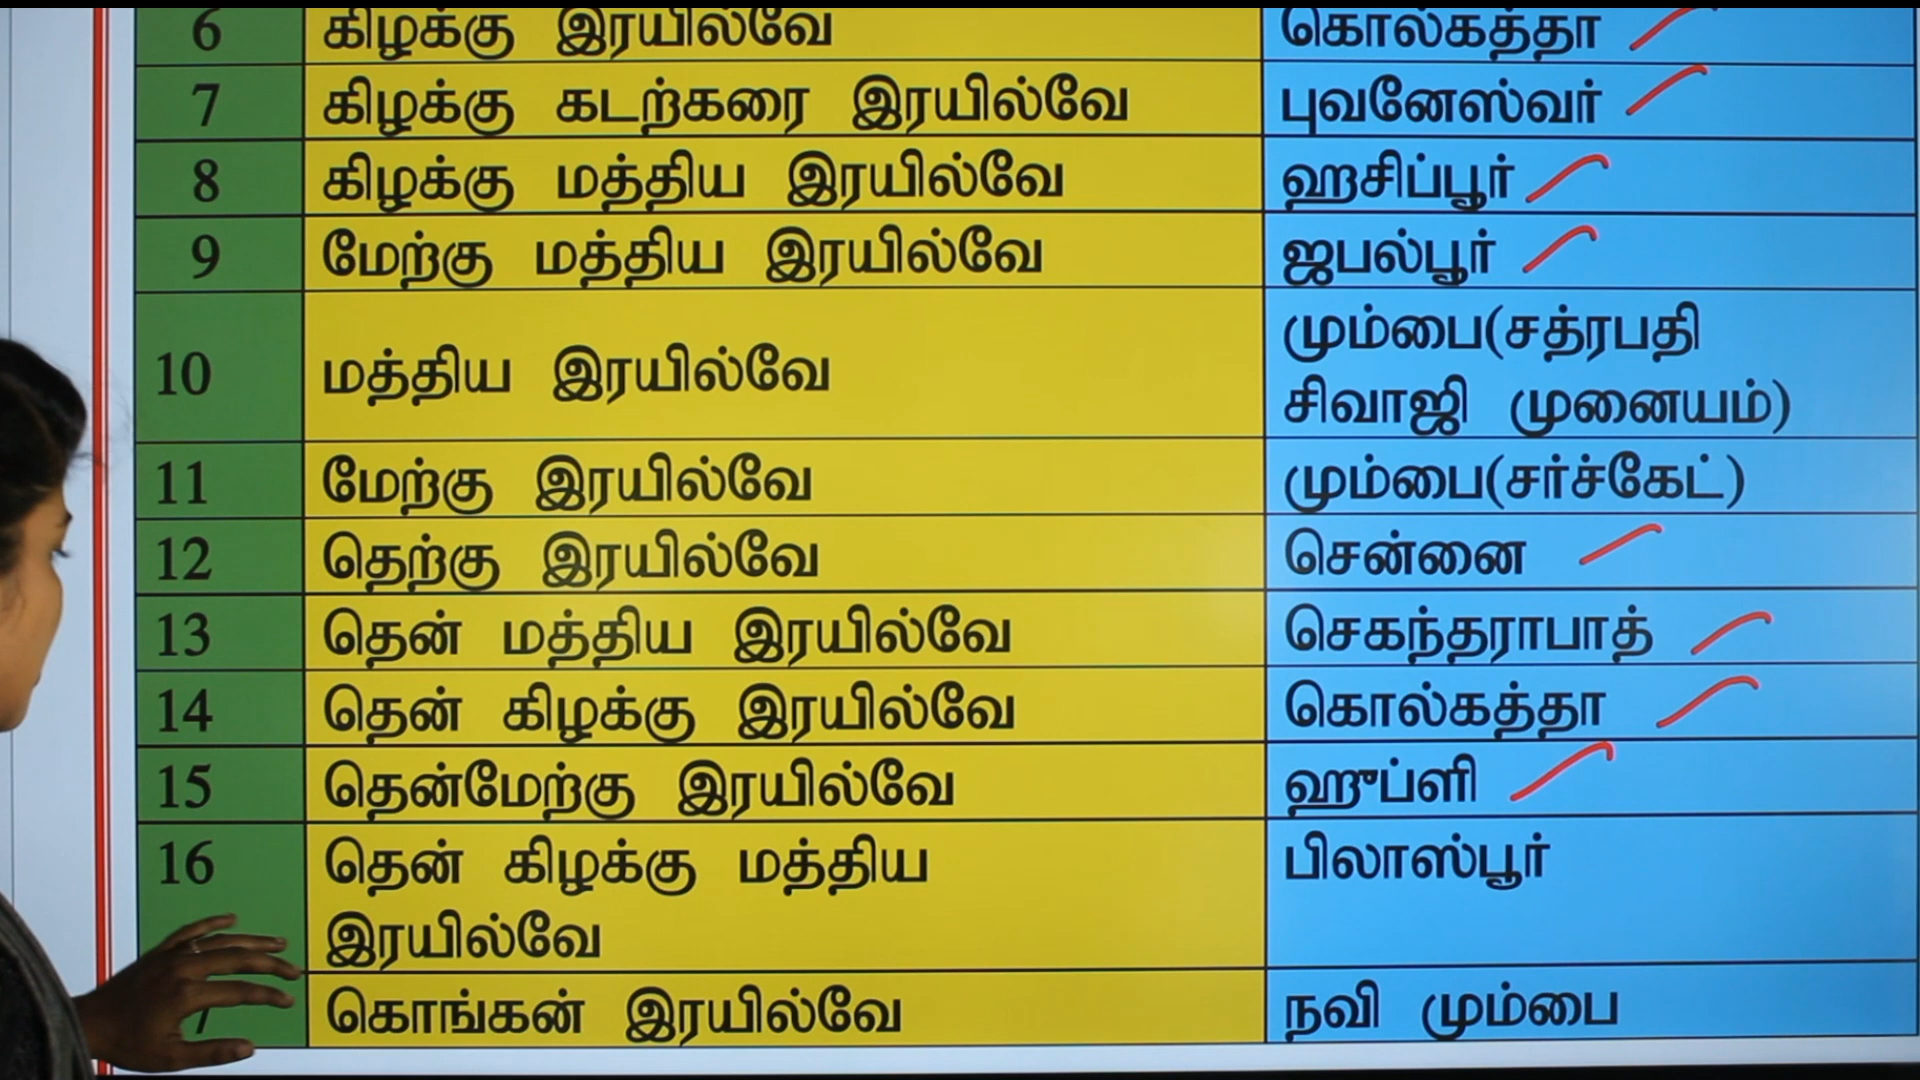 6 கிழக்கு இரயில்வே கொல்கத்தா
7 கிழக்கு கடற்கரை இரயில்வே புவனேஸ்வர்
8 கிழக்கு மத்திய இரயில்வே ஹசிப்பூர்
9 மேற்கு மத்திய இரயில்வே ஜபல்பூர்
10 மத்திய இரயில்வே மும்பை(சத்ரபதி
சிவாஜி முனையம்)
11 மேற்கு இரயில்வே மும்பை(சர்ச்கேட்)
12 தெற்கு இரயில்வே சென்னை
13 தென் மத்திய இரயில்வே செகந்தராபாத்
14 தென் கிழக்கு இரயில்வே கொல்கத்தா
15 தென்மேற்கு இரயில்வே ஹுப்ளி
16 தென் கிழக்கு மத்திய பிலாஸ்பூர்
இரயில்வே
கொங்கன் இரயில்வே நவி மும்பை